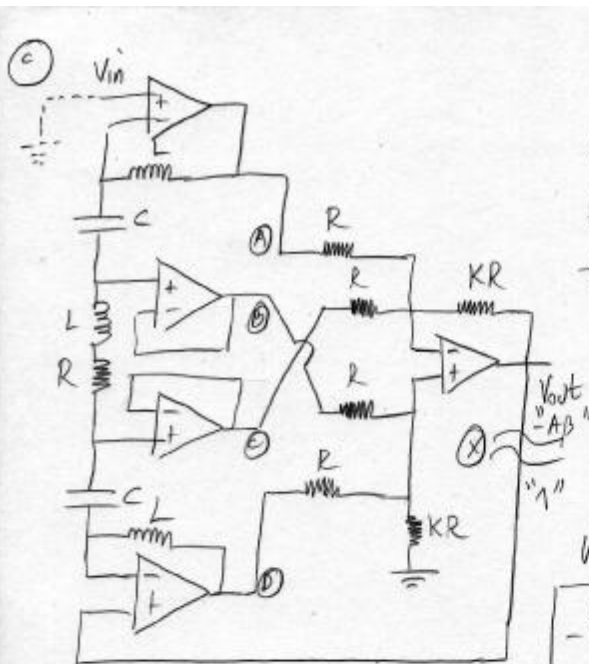 C
Vin
+
-
L
C
A
R
R
KR
+
-
B
L
R
-
+
Vout
R
"-AB"
-
+
C
X
R
C
"1"
L
KR
-
+
D